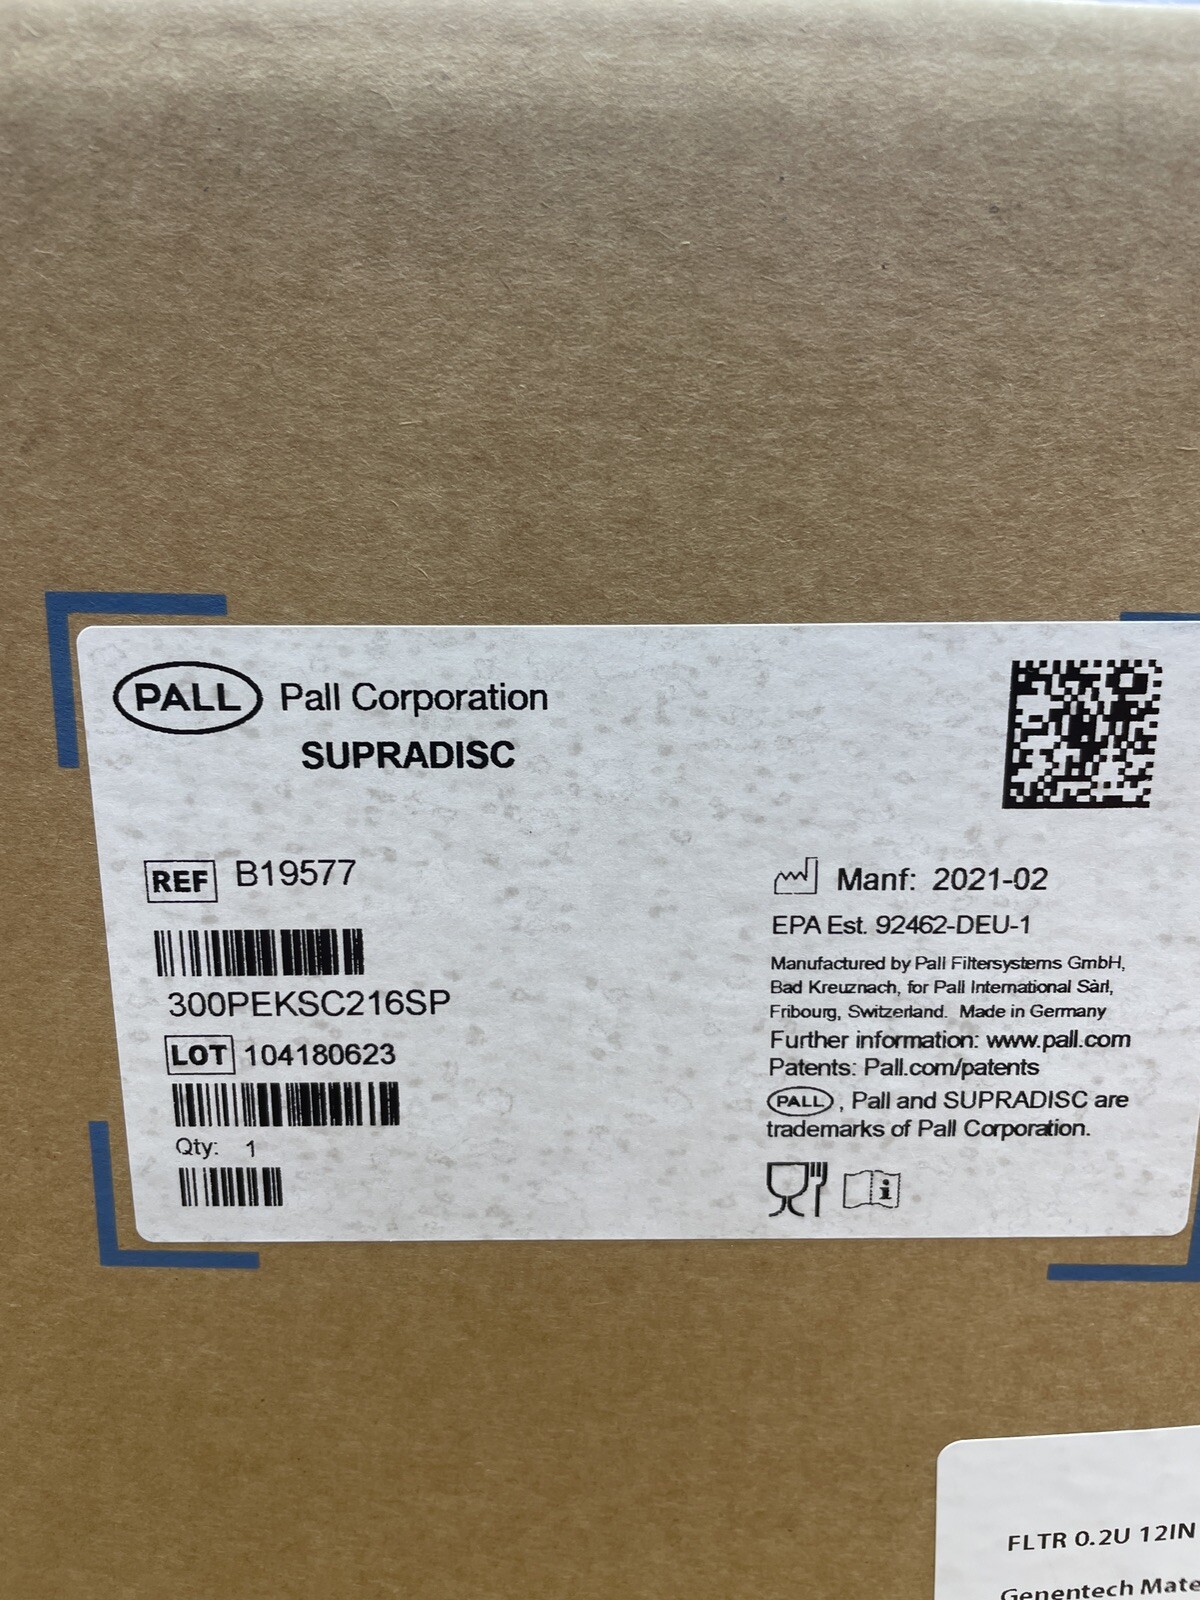 PALL Pall Corporation
SUPRADISC
REF B19577
300PEKSC216SP
LOT 104180623
Qty: 1
Manf: 2021-02
EPA Est. 92462-DEU-1
Manufactured by Pall Filtersystems GmbH,
Bad Kreuznach, for Pall International Sàrl,
Fribourg, Switzerland. Made in Germany
Further information: www.pall.com
Patents: Pall.com/patents
PALL, Pall and SUPRADISC are
trademarks of Pall Corporation.
i
FLTR 0.2U 12IN
Genentech